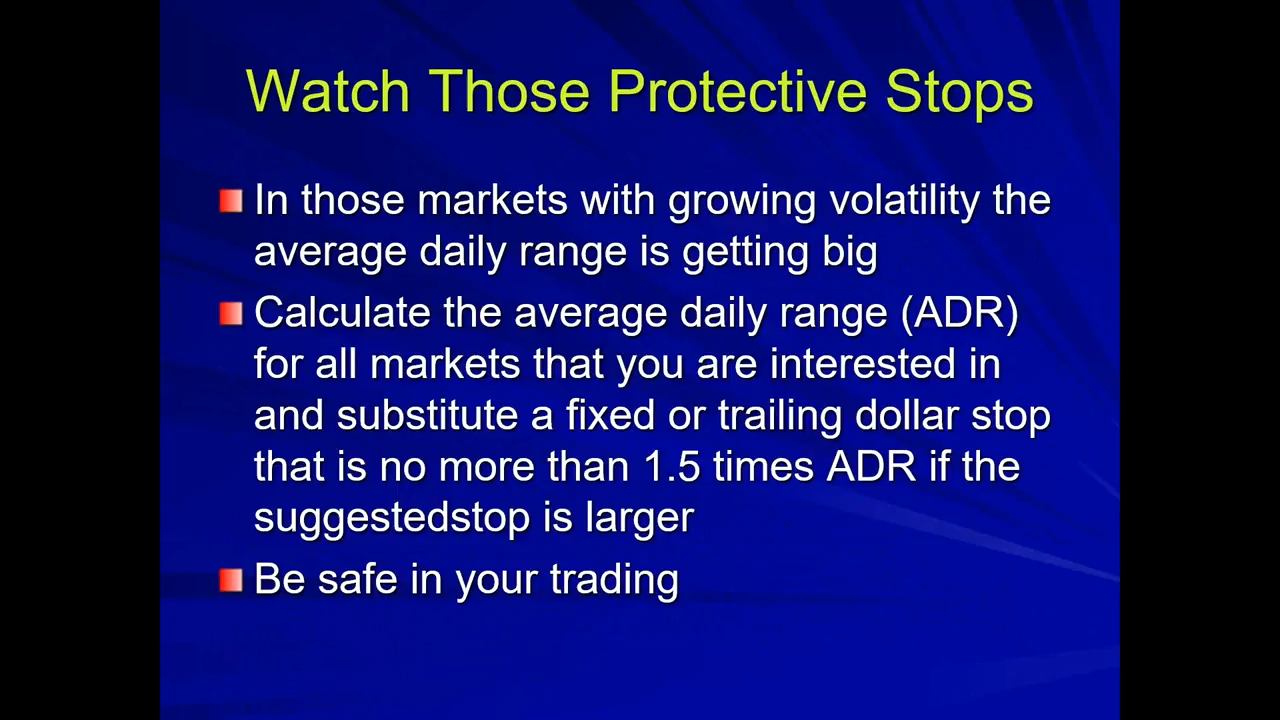 Watch Those Protective Stops
In those markets with growing volatility the
average daily range is getting big
Calculate the average daily range (ADR)
for all markets that you are interested in
and substitute a fixed or trailing dollar stop
that is no more than 1.5 times ADR if the
suggestedstop is larger
Be safe in your trading